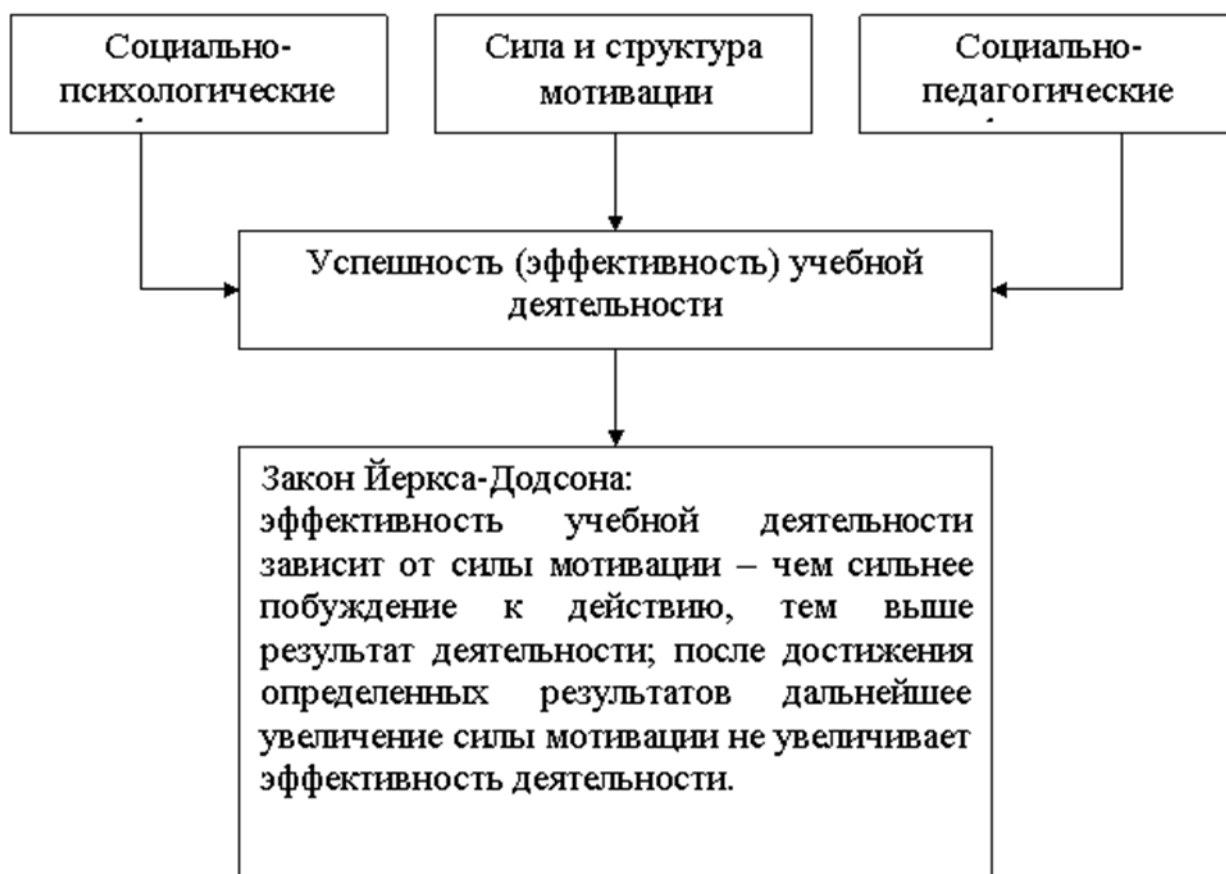 Социально-
психологические
Сила и структура
мотивации
Социально-
педагогические
Успешность (эффективность) учебной
деятельности
Закон Йеркса-Додсона:
эффективность учебной деятельности
зависит от силы мотивации – чем сильнее
побуждение к действию, тем выше
результат деятельности; после достижения
определенных результатов дальнейшее
увеличение силы мотивации не увеличивает
эффективность деятельности.